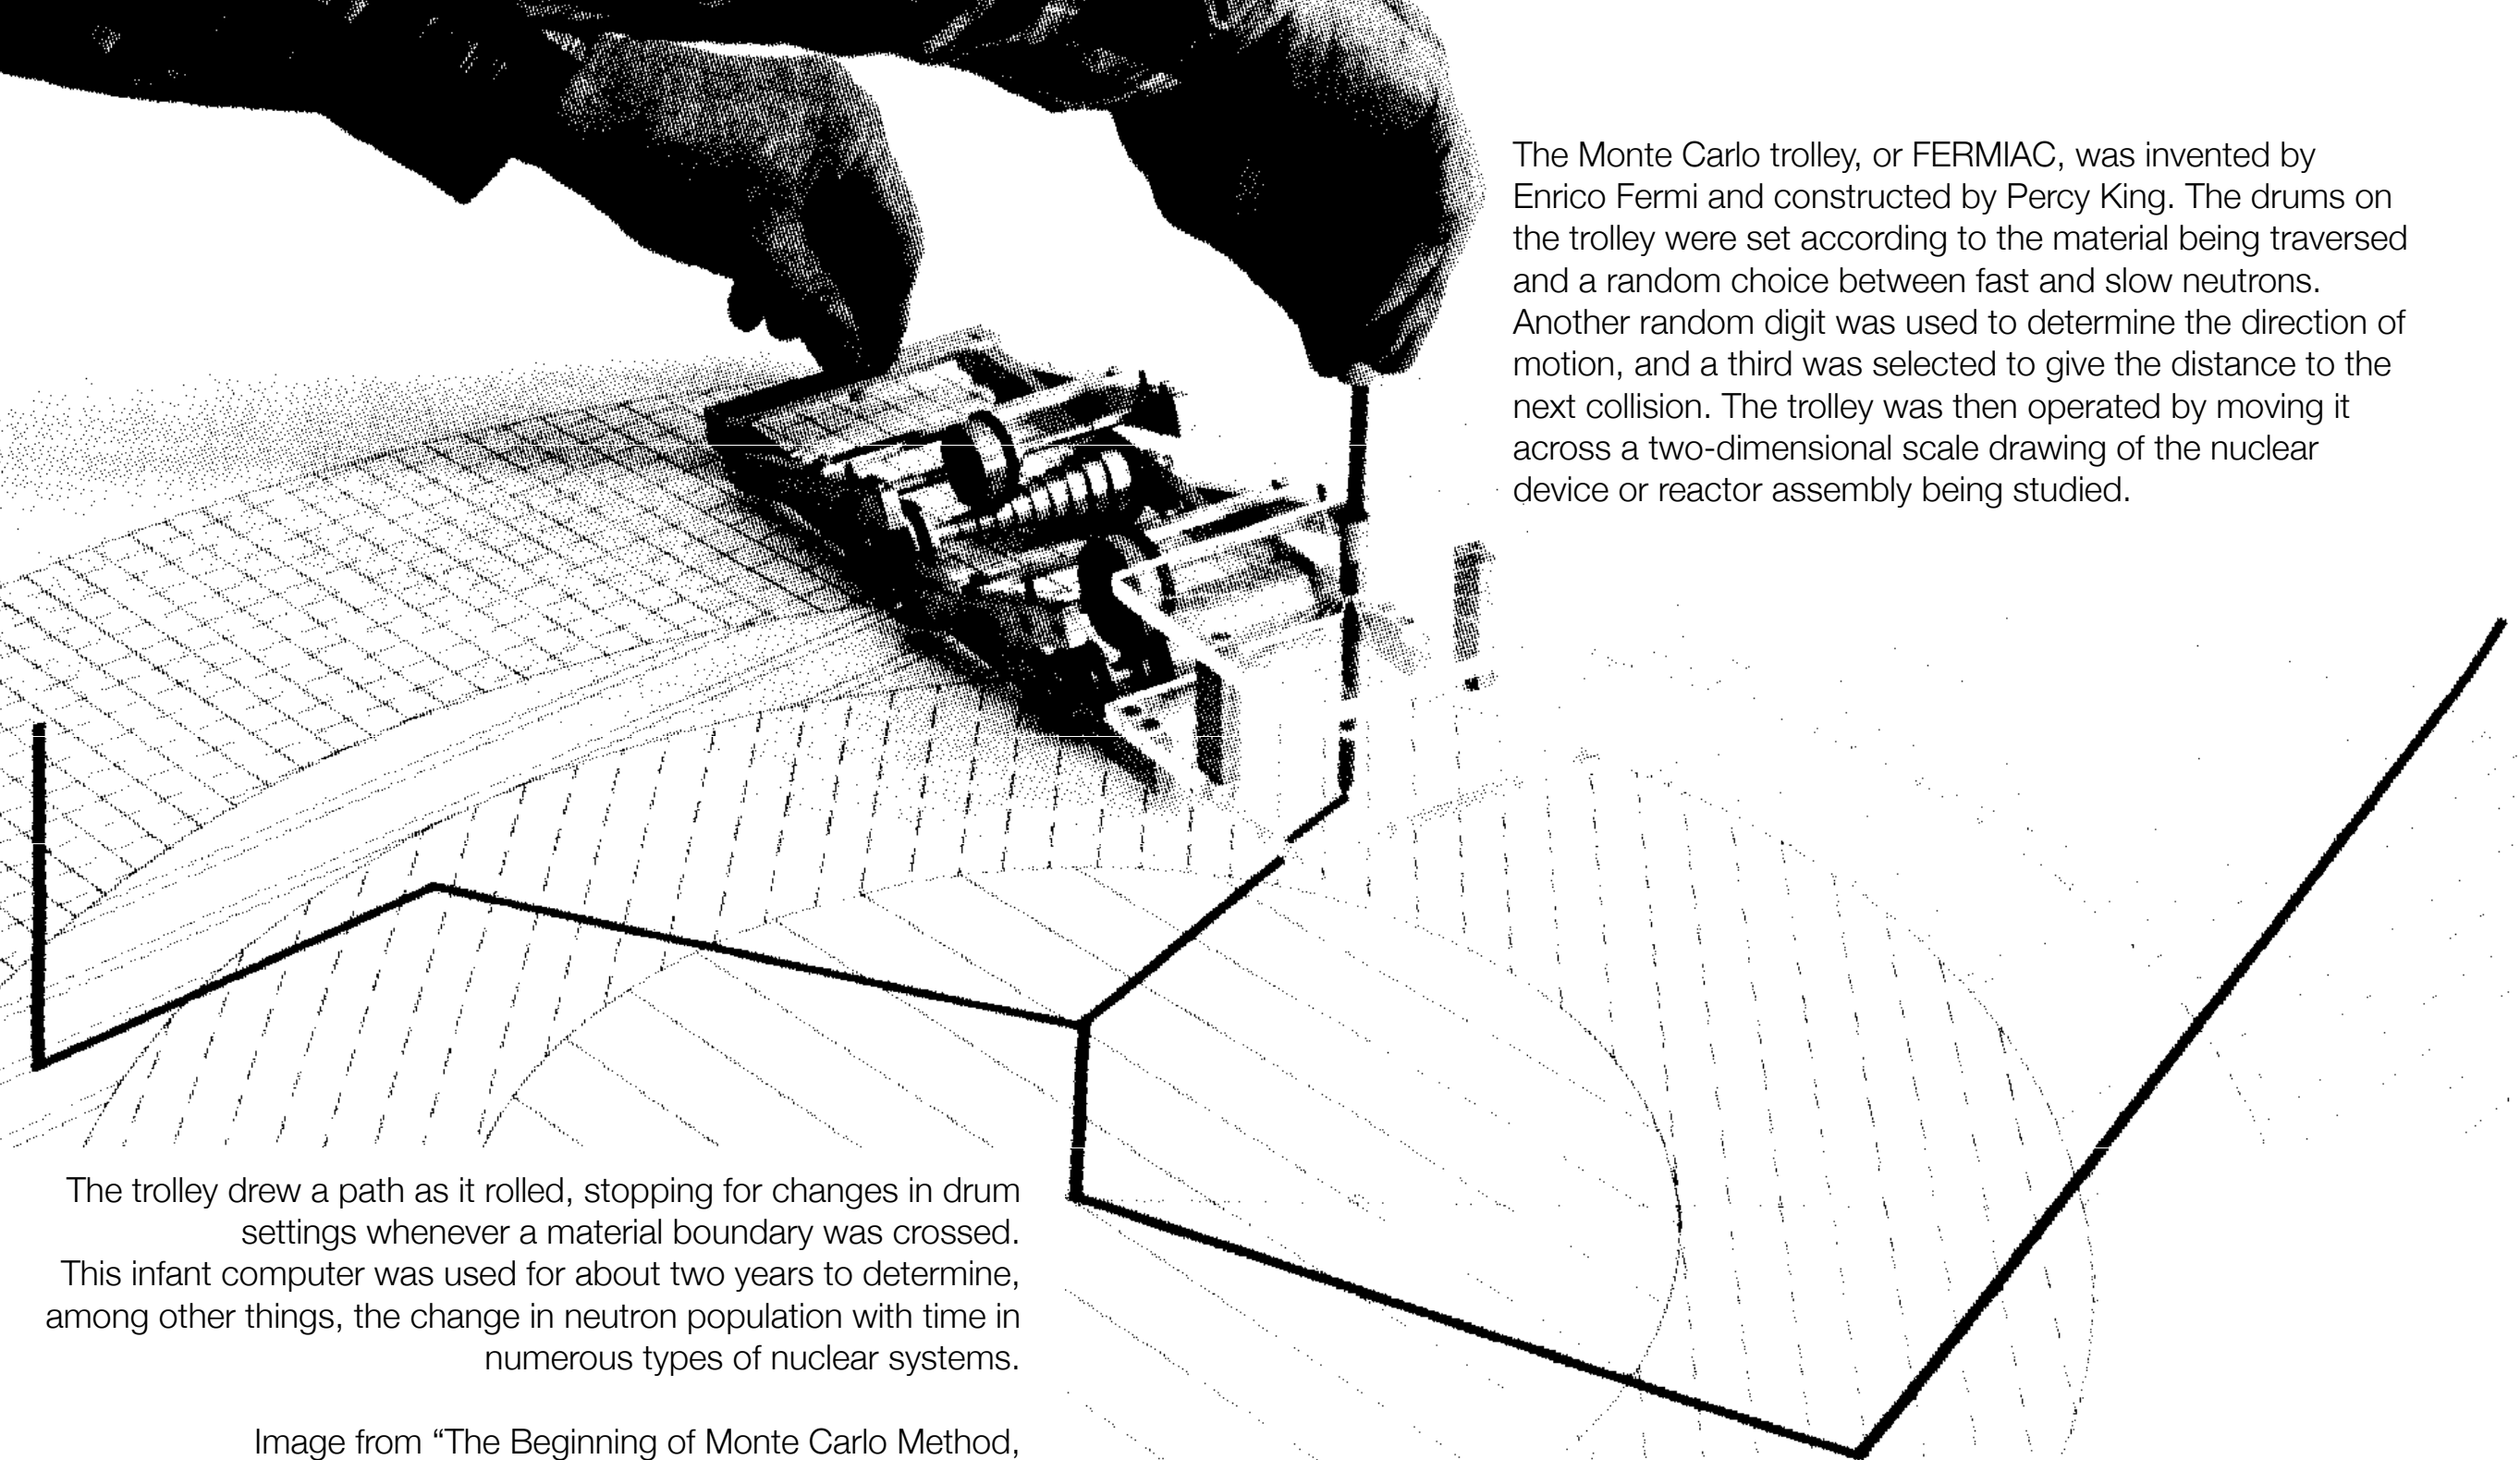 The Monte Carlo trolley, or FERMIAC, was invented by
Enrico Fermi and constructed by Percy King. The drums on
the trolley were set according to the material being traversed
and a random choice between fast and slow neutrons.
Another random digit was used to determine the direction of
motion, and a third was selected to give the distance to the
next collision. The trolley was then operated by moving it
across a two-dimensional scale drawing of the nuclear
device or reactor assembly being studied.
The trolley drew a path as it rolled, stopping for changes in drum
settings whenever a material boundary was crossed.
This infant computer was used for about two years to determine,
among other things, the change in neutron population with time in
numerous types of nuclear systems.
Image from “The Beginning of Monte Carlo Method,